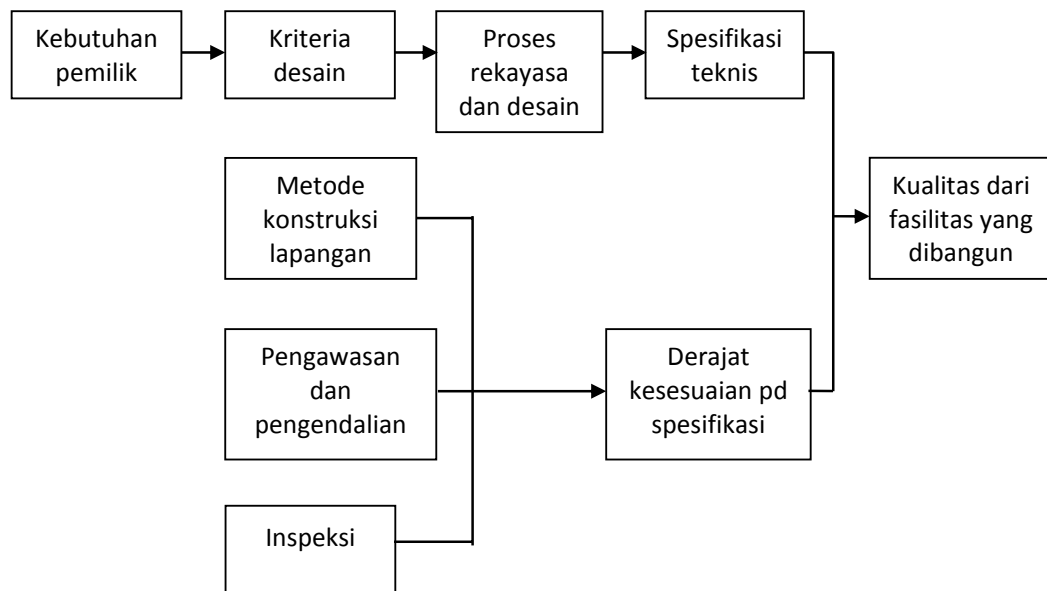 Kebutuhan
pemilik
Kriteria
desain
Proses
rekayasa
dan desain
Spesifikasi
teknis
Metode
konstruksi
lapangan
Kualitas dari
fasilitas yang
dibangun
Pengawasan
dan
pengendalian
Derajat
kesesuaian pd
spesifikasi
Inspeksi